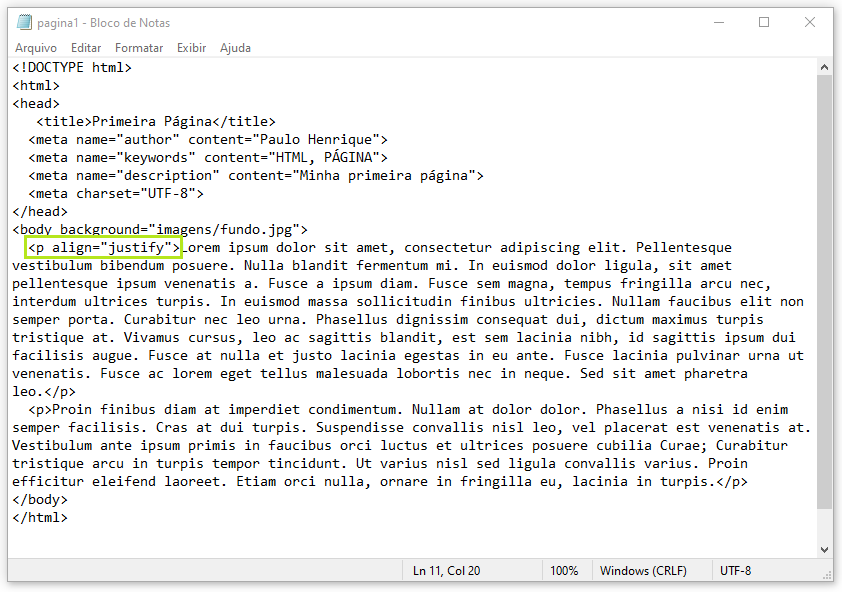 pagina1 - Bloco de Notas
Arquivo Editar Formatar Exibir Ajuda
<!DOCTYPE html>
<html>
<head>
   <title>Primeira Página</title>
  <meta name="author" content="Paulo Henrique">
  <meta name="keywords" content="HTML, PÁGINA">
  <meta name="description" content="Minha primeira página">
  <meta charset="UTF-8">
</head>
<body background="imagens/fundo.jpg">
  <p align="justify">Lorem ipsum dolor sit amet, consectetur adipiscing elit. Pellentesque
vestibulum bibendum posuere. Nulla blandit fermentum mi. In euismod dolor ligula, sit amet
pellentesque ipsum venenatis a. Fusce a ipsum diam. Fusce sem magna, tempus fringilla arcu nec,
interdum ultrices turpis. In euismod massa sollicitudin finibus ultricies. Nullam faucibus elit non
semper porta. Curabitur nec leo urna. Phasellus dignissim consequat dui, dictum maximus turpis
tristique at. Vivamus cursus, leo ac sagittis blandit, est sem lacinia nibh, id sagittis ipsum dui
facilisis augue. Fusce at nulla et justo lacinia egestas in eu ante. Fusce lacinia pulvinar urna ut
venenatis. Fusce ac lorem eget tellus malesuada lobortis nec in neque. Sed sit amet pharetra
leo.</p>
  <p>Proin finibus diam at imperdiet condimentum. Nullam at dolor dolor. Phasellus a nisi id enim
semper facilisis. Cras at dui turpis. Suspendisse convallis nisl leo, vel placerat est venenatis at.
Vestibulum ante ipsum primis in faucibus orci luctus et ultrices posuere cubilia Curae; Curabitur
tristique arcu in turpis tempor tincidunt. Ut varius nisl sed ligula convallis varius. Proin
efficitur eleifend laoreet. Etiam orci nulla, ornare in fringilla eu, lacinia in turpis.</p>
</body>
</html>
Ln 11, Col 20 100% Windows (CRLF) UTF-8